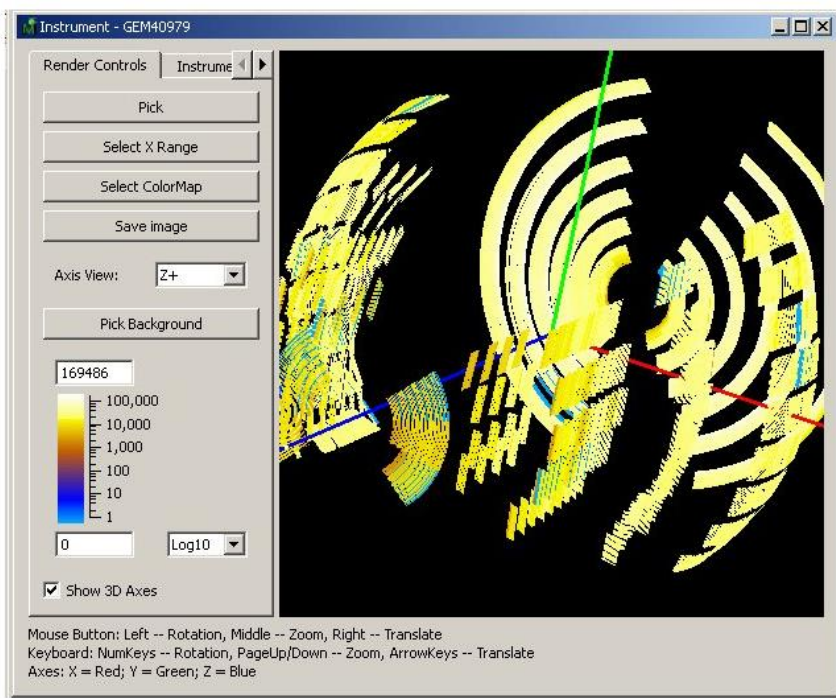 Instrument - GEM40979
Render Controls
Instrume
Pick
Select X Range
Select ColorMap
Save image
Axis View:
Z+
Pick Background
169486
100,000
10,000
1,000
100
10
1
0
Log10
Show 3D Axes
Mouse Button: Left -- Rotation, Middle -- Zoom, Right -- Translate
Keyboard: NumKeys -- Rotation, PageUp/Down -- Zoom, ArrowKeys -- Translate
Axes: X = Red; Y = Green; Z = Blue